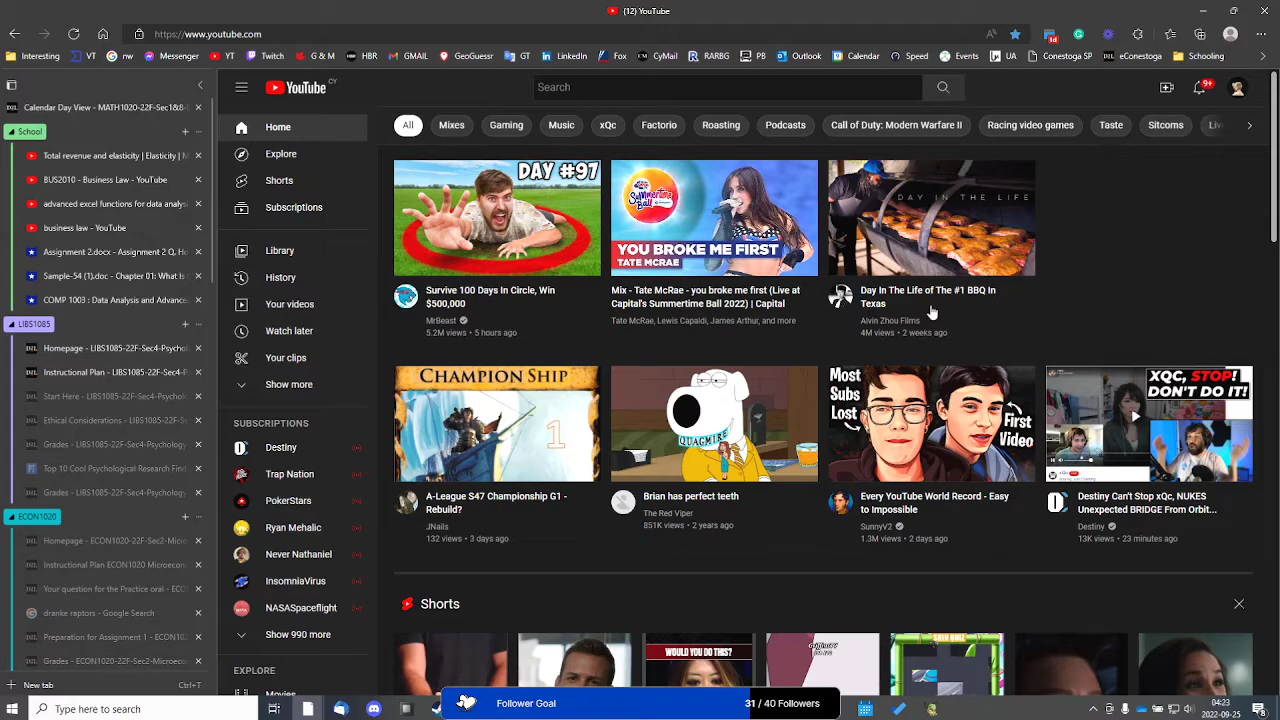 (12) YouTube
https://www.youtube.com
Interesting VT YT nw Messenger Twitch G & M HBR GMAIL GeoGuessr GT LinkedIn Fox CyMail RARBG PB Outlook Conedar Speed Events UA Conestoga SP eConestoga Schooling
Calendar Day View - MATH1020-22F-Sec1&8-
School
Total revenue and elasticity | Elasticity | M
BUS2010 - Business Law - YouTube
advanced excel functions for data analys
business law - YouTube
Assignment 2.docx - Assignment 2 Q. Ho
Sample-54 (1).doc - Chapter 01: What Is
COMP 1003 : Data Analysis and Advance
LIBS1085
Homepage - LIBS1085-22F-Sec4-Psycholo
Instructional Plan - LIBS1085-22F-Sec4-P
Start Here - LIBS1085-22F-Sec4-Psycholog
Ethical Considerations - LIBS1085-22F-Se
Grades - LIBS1085-22F-Sec4-Psychology
Top 10 Cool Psychological Research Find
Grades - LIBS1085-22F-Sec4-Psychology
ECON1020
Homepage - ECON1020-22F-Sec2-Micro
Instructional Plan ECON1020 Microecon
Your question for the Practice oral - ECO
dranke raptors - Google Search
Preparation for Assignment 1 - ECON102
Grades - ECON1020-22F-Sec2-Microeco
New tab Ctrl+T
YouTube CY
Search
9+
Home
Explore
Shorts
Subscriptions
Library
History
Your videos
Watch later
Your clips
Show more
SUBSCRIPTIONS
Destiny
Trap Nation
PokerStars
Ryan Mehalic
Never Nathaniel
InsomniaVirus
NASASpaceflight
Show 990 more
EXPLORE
Movies
All Mixes Gaming Music xQc Factorio Roasting Podcasts Call of Duty: Modern Warfare II Racing video games Taste Sitcoms Liv
DAY #97
Survive 100 Days In Circle, Win
$500,000
MrBeast
5.2M views • 5 hours ago
Summertime
Ball
YOU BROKE ME FIRST
TATE MCRAE
Mix - Tate McRae - you broke me first (Live at
Capital's Summertime Ball 2022) | Capital
Tate McRae, Lewis Capaldi, James Arthur, and more
DAY IN THE LIFE
Day In The Life of The #1 BBQ In
Texas
Alvin Zhou Films
4M views • 2 weeks ago
CHAMPION SHIP
1
A-League S47 Championship G1 -
Rebuild?
JNails
132 views • 3 days ago
QUAGMIRE
Brian has perfect teeth
The Red Viper
851K views • 2 years ago
Most
Subs
Lost
First
Video
Every YouTube World Record - Easy
to Impossible
SunnyV2
1.3M views • 2 days ago
XQC, STOP!
DON'T DO IT!
Destiny Can't Stop xQc, NUKES
Unexpected BRIDGE From Orbit...
Destiny
13K views • 23 minutes ago
Shorts
WOULD YOU DO THIS?
SKIN QUIZ
Type here to search
Follower Goal 31 / 40 Followers
04:23
2022-09-25